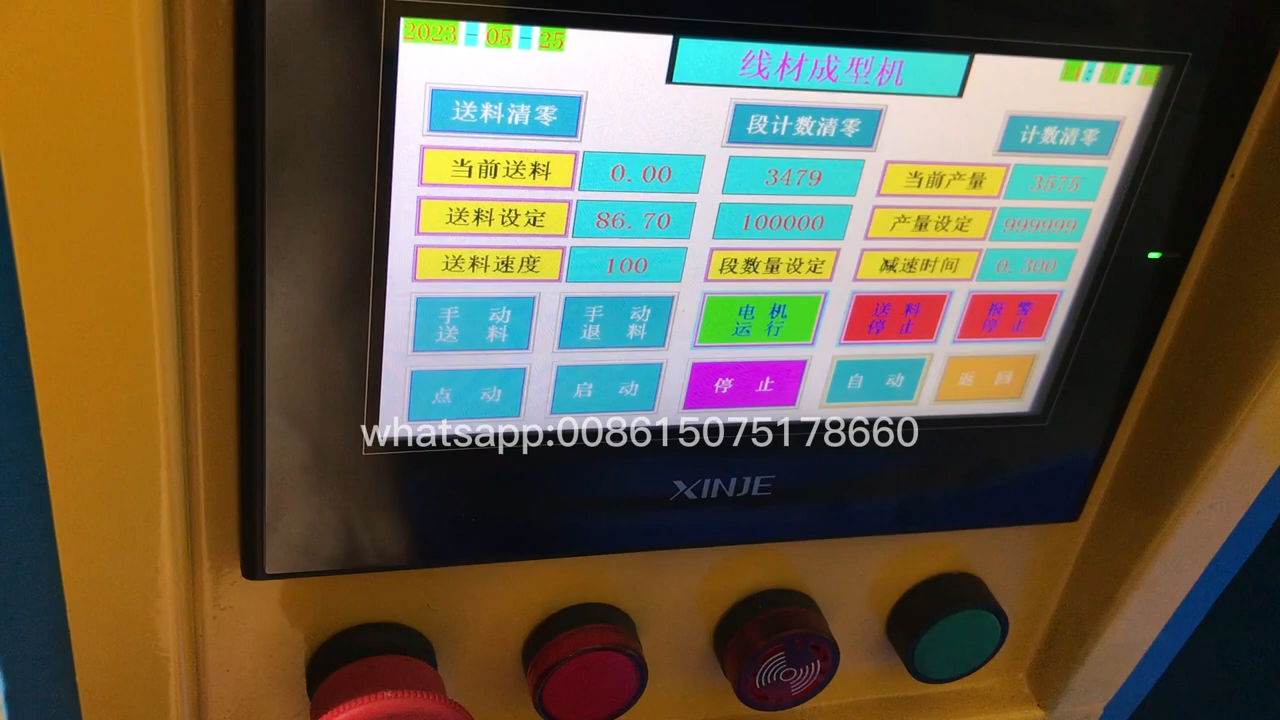 2023-05-25
线材成型机
送料清零 段计数清零 计数清零
当前送料 0.00 3479 当前产量 3575
送料设定 86.70 100000 产量设定 999999
送料速度 100 段数量设定 减速时间 0.300
手动 手动 电机 送料 报警
送料 退料 运行 停止 停止
点动 启动 停止 自动 返回
whatsapp:008615075178660
XINJE